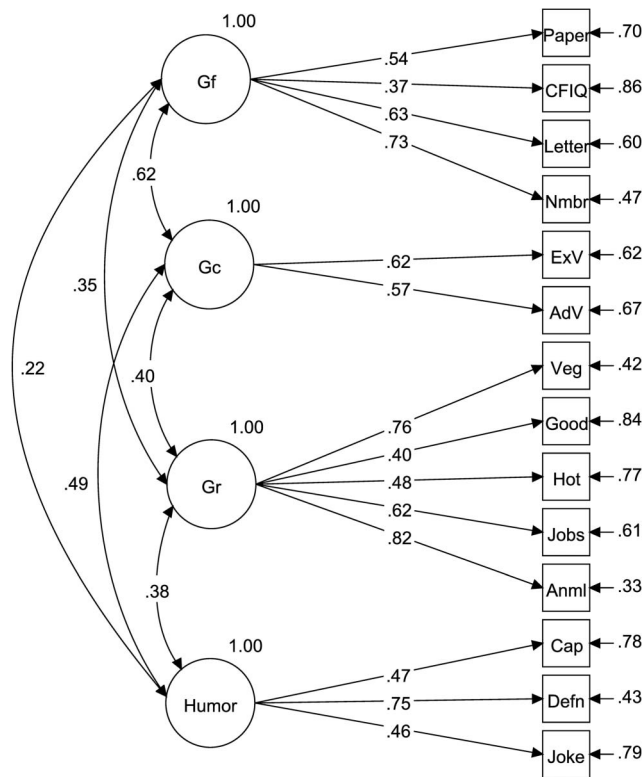 1.00
Gf
.54
.37
.63
.73
Paper
.70
CFIQ
.86
Letter
.60
Nmbr
.47
.62
1.00
Gc
.62
.57
ExV
.62
AdV
.67
.35
.22
.40
.49
1.00
Gr
.76
.40
.48
.62
.82
Veg
.42
Good
.84
Hot
.77
Jobs
.61
Anml
.33
.38
1.00
Humor
.47
.75
.46
Cap
.78
Defn
.43
Joke
.79